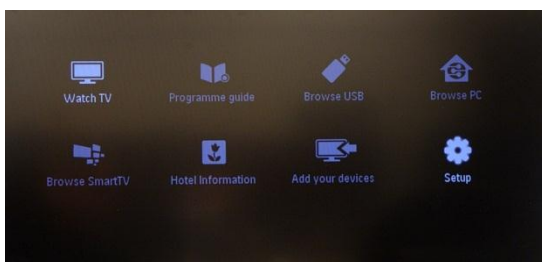 Watch TV
Programme guide
Browse USB
Browse PC
Browse SmartTV
Hotel Information
Add your devices
Setup